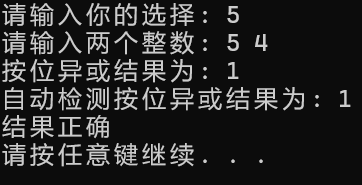 请输入你的选择: 5
请输入两个整数: 5 4
按位异或结果为: 1
自动检测按位异或结果为: 1
结果正确
请按任意键继续. . .